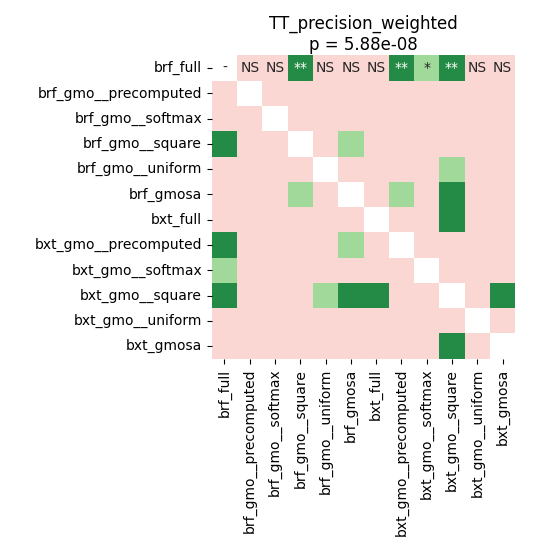 TT_precision_weighted
p = 5.88e-08
brf_full - NS NS ** NS NS NS ** * ** NS NS
brf_gmo__precomputed
brf_gmo__softmax
brf_gmo__square
brf_gmo__uniform
brf_gmosa
bxt_full
bxt_gmo__precomputed
bxt_gmo__softmax
bxt_gmo__square
bxt_gmo__uniform
bxt_gmosa
brf_full
brf_gmo__precomputed
brf_gmo__softmax
brf_gmo__square
brf_gmo__uniform
brf_gmosa
bxt_full
bxt_gmo__precomputed
bxt_gmo__softmax
bxt_gmo__square
bxt_gmo__uniform
bxt_gmosa